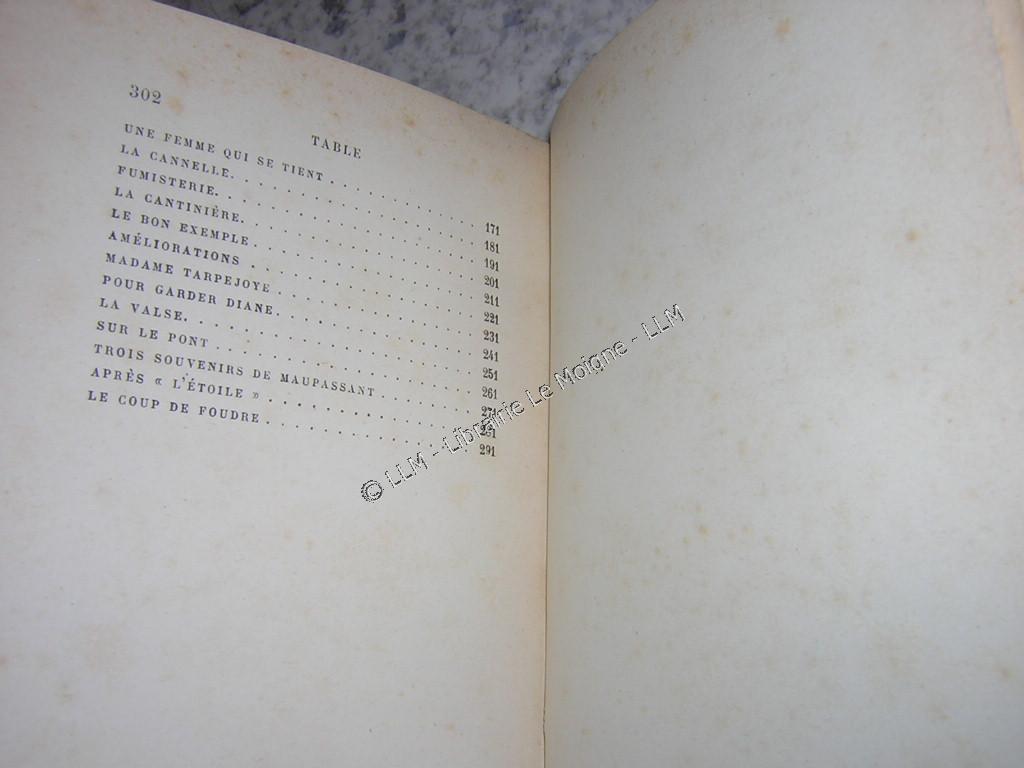 302
TABLE
UNE FEMME QUI SE TIENT . . . . . . . . . . 171
LA CANNELLE. . . . . . . . . . . . . . . . 181
FUMISTERIE. . . . . . . . . . . . . . . . . 191
LA CANTINIÈRE. . . . . . . . . . . . . . . 201
LE BON EXEMPLE . . . . . . . . . . . . . . 211
AMÉLIORATIONS . . . . . . . . . . . . . . . 221
MADAME TARPEJOYE . . . . . . . . . . . . . 231
POUR GARDER DIANE. . . . . . . . . . . . . 241
LA VALSE. . . . . . . . . . . . . . . . . . 251
SUR LE PONT . . . . . . . . . . . . . . . . 261
TROIS SOUVENIRS DE MAUPASSANT . . . . . . . 271
APRÈS « L'ÉTOILE » . . . . . . . . . . . . 281
LE COUP DE FOUDRE . . . . . . . . . . . . . 291
© LLM - Librairie Le Moigne - LLM